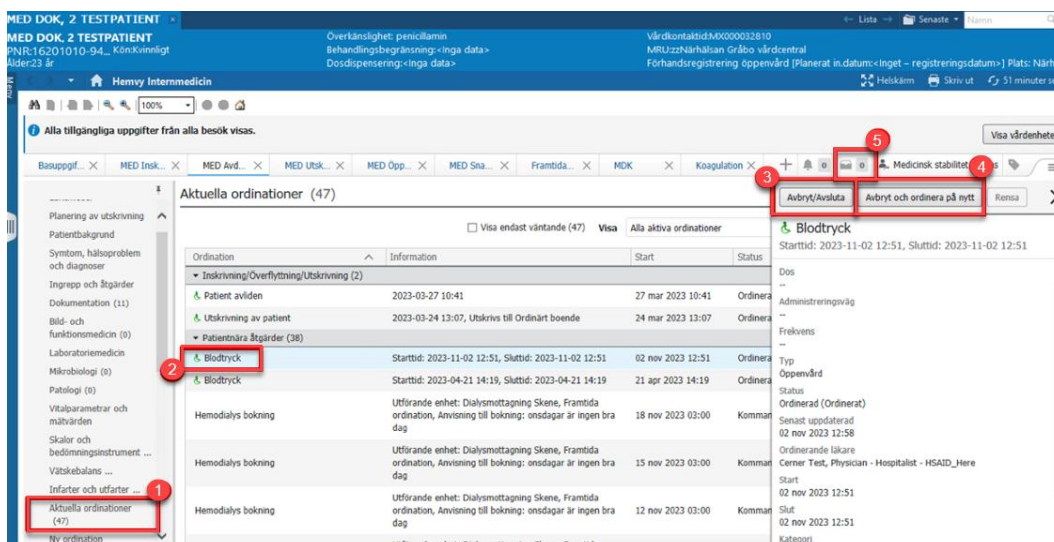 MED DOK, 2 TESTPATIENT ×
← Lista → Senaste Namn
MED DOK, 2 TESTPATIENT
PNR:16201010-94... Kön:Kvinnligt
Ålder:23 år
Överkänslighet: penicillamin
Behandlingsbegränsning:<Inga data>
Dosdispensering:<Inga data>
Vårdkontaktid:MX000032810
MRU:zzNärhälsan Gråbo vårdcentral
Förhandsregistrering öppenvård [Planerat in.datum:<Inget – registreringsdatum>] Plats: Närh
Meny
Hemvy Internmedicin
Helskärm Skriv ut 51 minuter se
100%
Alla tillgängliga uppgifter från alla besök visas.
Visa vårdenhete
5
Basuppgif... × MED Insk... × MED Avd... × MED Utsk... × MED Öpp... × MED Sna... × Framtida... × MDK × Koagulation × + 0 0 Medicinsk stabilitet
3
4
Aktuella ordinationer (47)
Avbryt/Avsluta Avbryt och ordinera på nytt Rensa
Planering av utskrivning
Patientbakgrund
Symtom, hälsoproblem
och diagnoser
Ingrepp och åtgärder
Dokumentation (11)
Bild- och
funktionsmedicin (0)
Laboratoriemedicin
Mikrobiologi (0)
Patologi (0)
Vitalparametrar och
mätvärden
Skalor och
bedömningsinstrument ...
Vätskebalans ...
Infarter och utfarter ...
1
Aktuella ordinationer
(47)
Ny ordination
Visa endast väntande (47) Visa Alla aktiva ordinationer
Ordination Information Start Status
Inskrivning/Överflyttning/Utskrivning (2)
Patient avliden 2023-03-27 10:41 27 mar 2023 10:41 Ordinera
Utskrivning av patient 2023-03-24 13:07, Utskrivs till Ordinärt boende 24 mar 2023 13:07 Ordinera
Patientnära åtgärder (38)
2
Blodtryck Starttid: 2023-11-02 12:51, Sluttid: 2023-11-02 12:51 02 nov 2023 12:51 Ordinera
Blodtryck Starttid: 2023-04-21 14:19, Sluttid: 2023-04-21 14:19 21 apr 2023 14:19 Ordinera
Hemodialys bokning Utförande enhet: Dialysmottagning Skene, Framtida
ordination, Anvisning till bokning: onsdagar är ingen bra
dag 18 nov 2023 03:00 Komman
Hemodialys bokning Utförande enhet: Dialysmottagning Skene, Framtida
ordination, Anvisning till bokning: onsdagar är ingen bra
dag 15 nov 2023 03:00 Komman
Hemodialys bokning Utförande enhet: Dialysmottagning Skene, Framtida
ordination, Anvisning till bokning: onsdagar är ingen bra
dag 12 nov 2023 03:00 Komman
Blodtryck
Starttid: 2023-11-02 12:51, Sluttid: 2023-11-02 12:51
Dos
--
Administreringsväg
--
Frekvens
--
Typ
Öppenvård
Status
Ordinerad (Ordinerat)
Senast uppdaterad
02 nov 2023 12:58
Ordinerande läkare
Cerner Test, Physician - Hospitalist - HSAID_Here
Start
02 nov 2023 12:51
Slut
02 nov 2023 12:51
Kategori